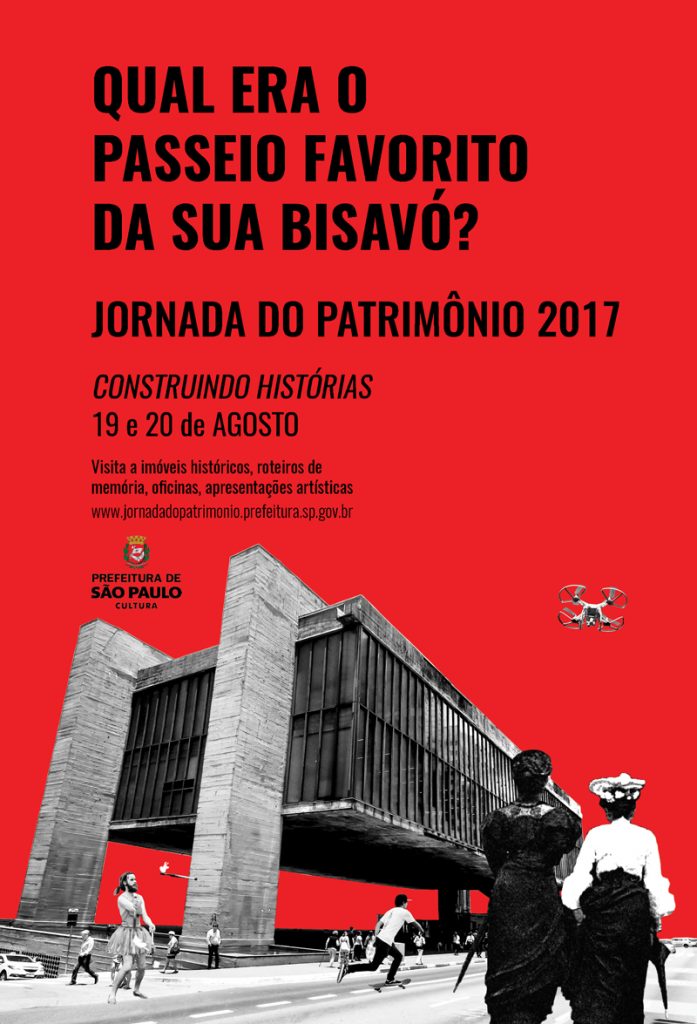 QUAL ERA O
PASSEIO FAVORITO
DA SUA BISAVÓ?
JORNADA DO PATRIMÔNIO 2017
CONSTRUINDO HISTÓRIAS
19 e 20 de AGOSTO
Visita a imóveis históricos, roteiros de
memória, oficinas, apresentações artísticas
www.jornadadopatrimonio.prefeitura.sp.gov.br
PREFEITURA DE
SÃO PAULO
CULTURA